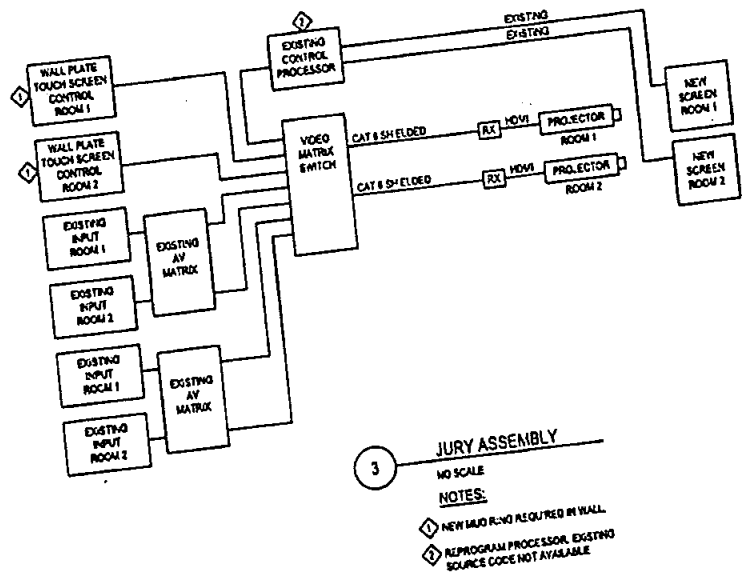 2
EXISTING
CONTROL
PROCESSOR
EXISTING
EXISTING
1
WALL PLATE
TOUCH SCREEN
CONTROL
ROOM 1
1
WALL PLATE
TOUCH SCREEN
CONTROL
ROOM 2
VIDEO
MATRIX
SWITCH
CAT 6 SHIELDED
RX
HDMI
PROJECTOR
ROOM 1
CAT 6 SHIELDED
RX
HDMI
PROJECTOR
ROOM 2
NEW
SCREEN
ROOM 1
NEW
SCREEN
ROOM 2
EXISTING
INPUT
ROOM 1
EXISTING
INPUT
ROOM 2
EXISTING
AV
MATRIX
EXISTING
INPUT
ROOM 1
EXISTING
INPUT
ROOM 2
EXISTING
AV
MATRIX
3
JURY ASSEMBLY
NO SCALE
NOTES:
1 NEW MUD RING REQUIRED IN WALL
2 REPROGRAM PROCESSOR. EXISTING
SOURCE CODE NOT AVAILABLE